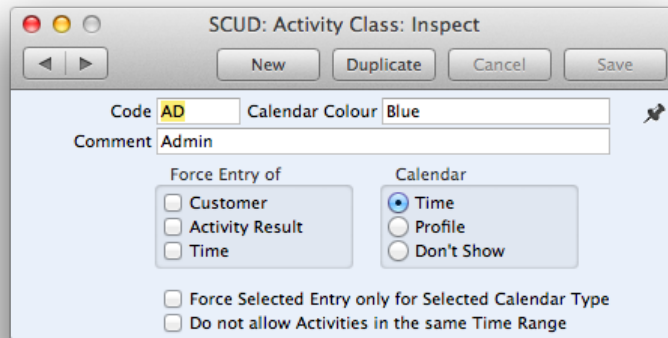 SCUD: Activity Class: Inspect
New Duplicate Cancel Save
Code AD Calendar Colour Blue
Comment Admin
Force Entry of Calendar
Customer Time
Activity Result Profile
Time Don't Show
Force Selected Entry only for Selected Calendar Type
Do not allow Activities in the same Time Range